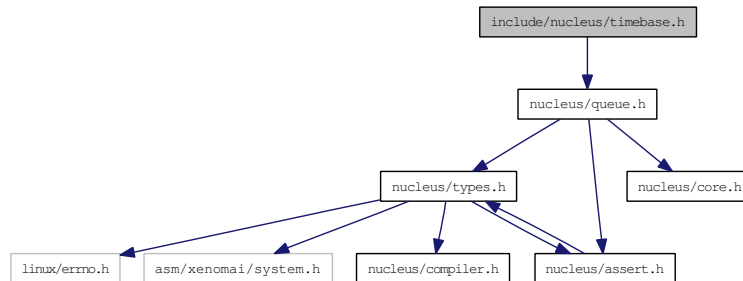 include/nucleus/timebase.h
nucleus/queue.h
nucleus/types.h
nucleus/core.h
linux/errno.h
asm/xenomai/system.h
nucleus/compiler.h
nucleus/assert.h